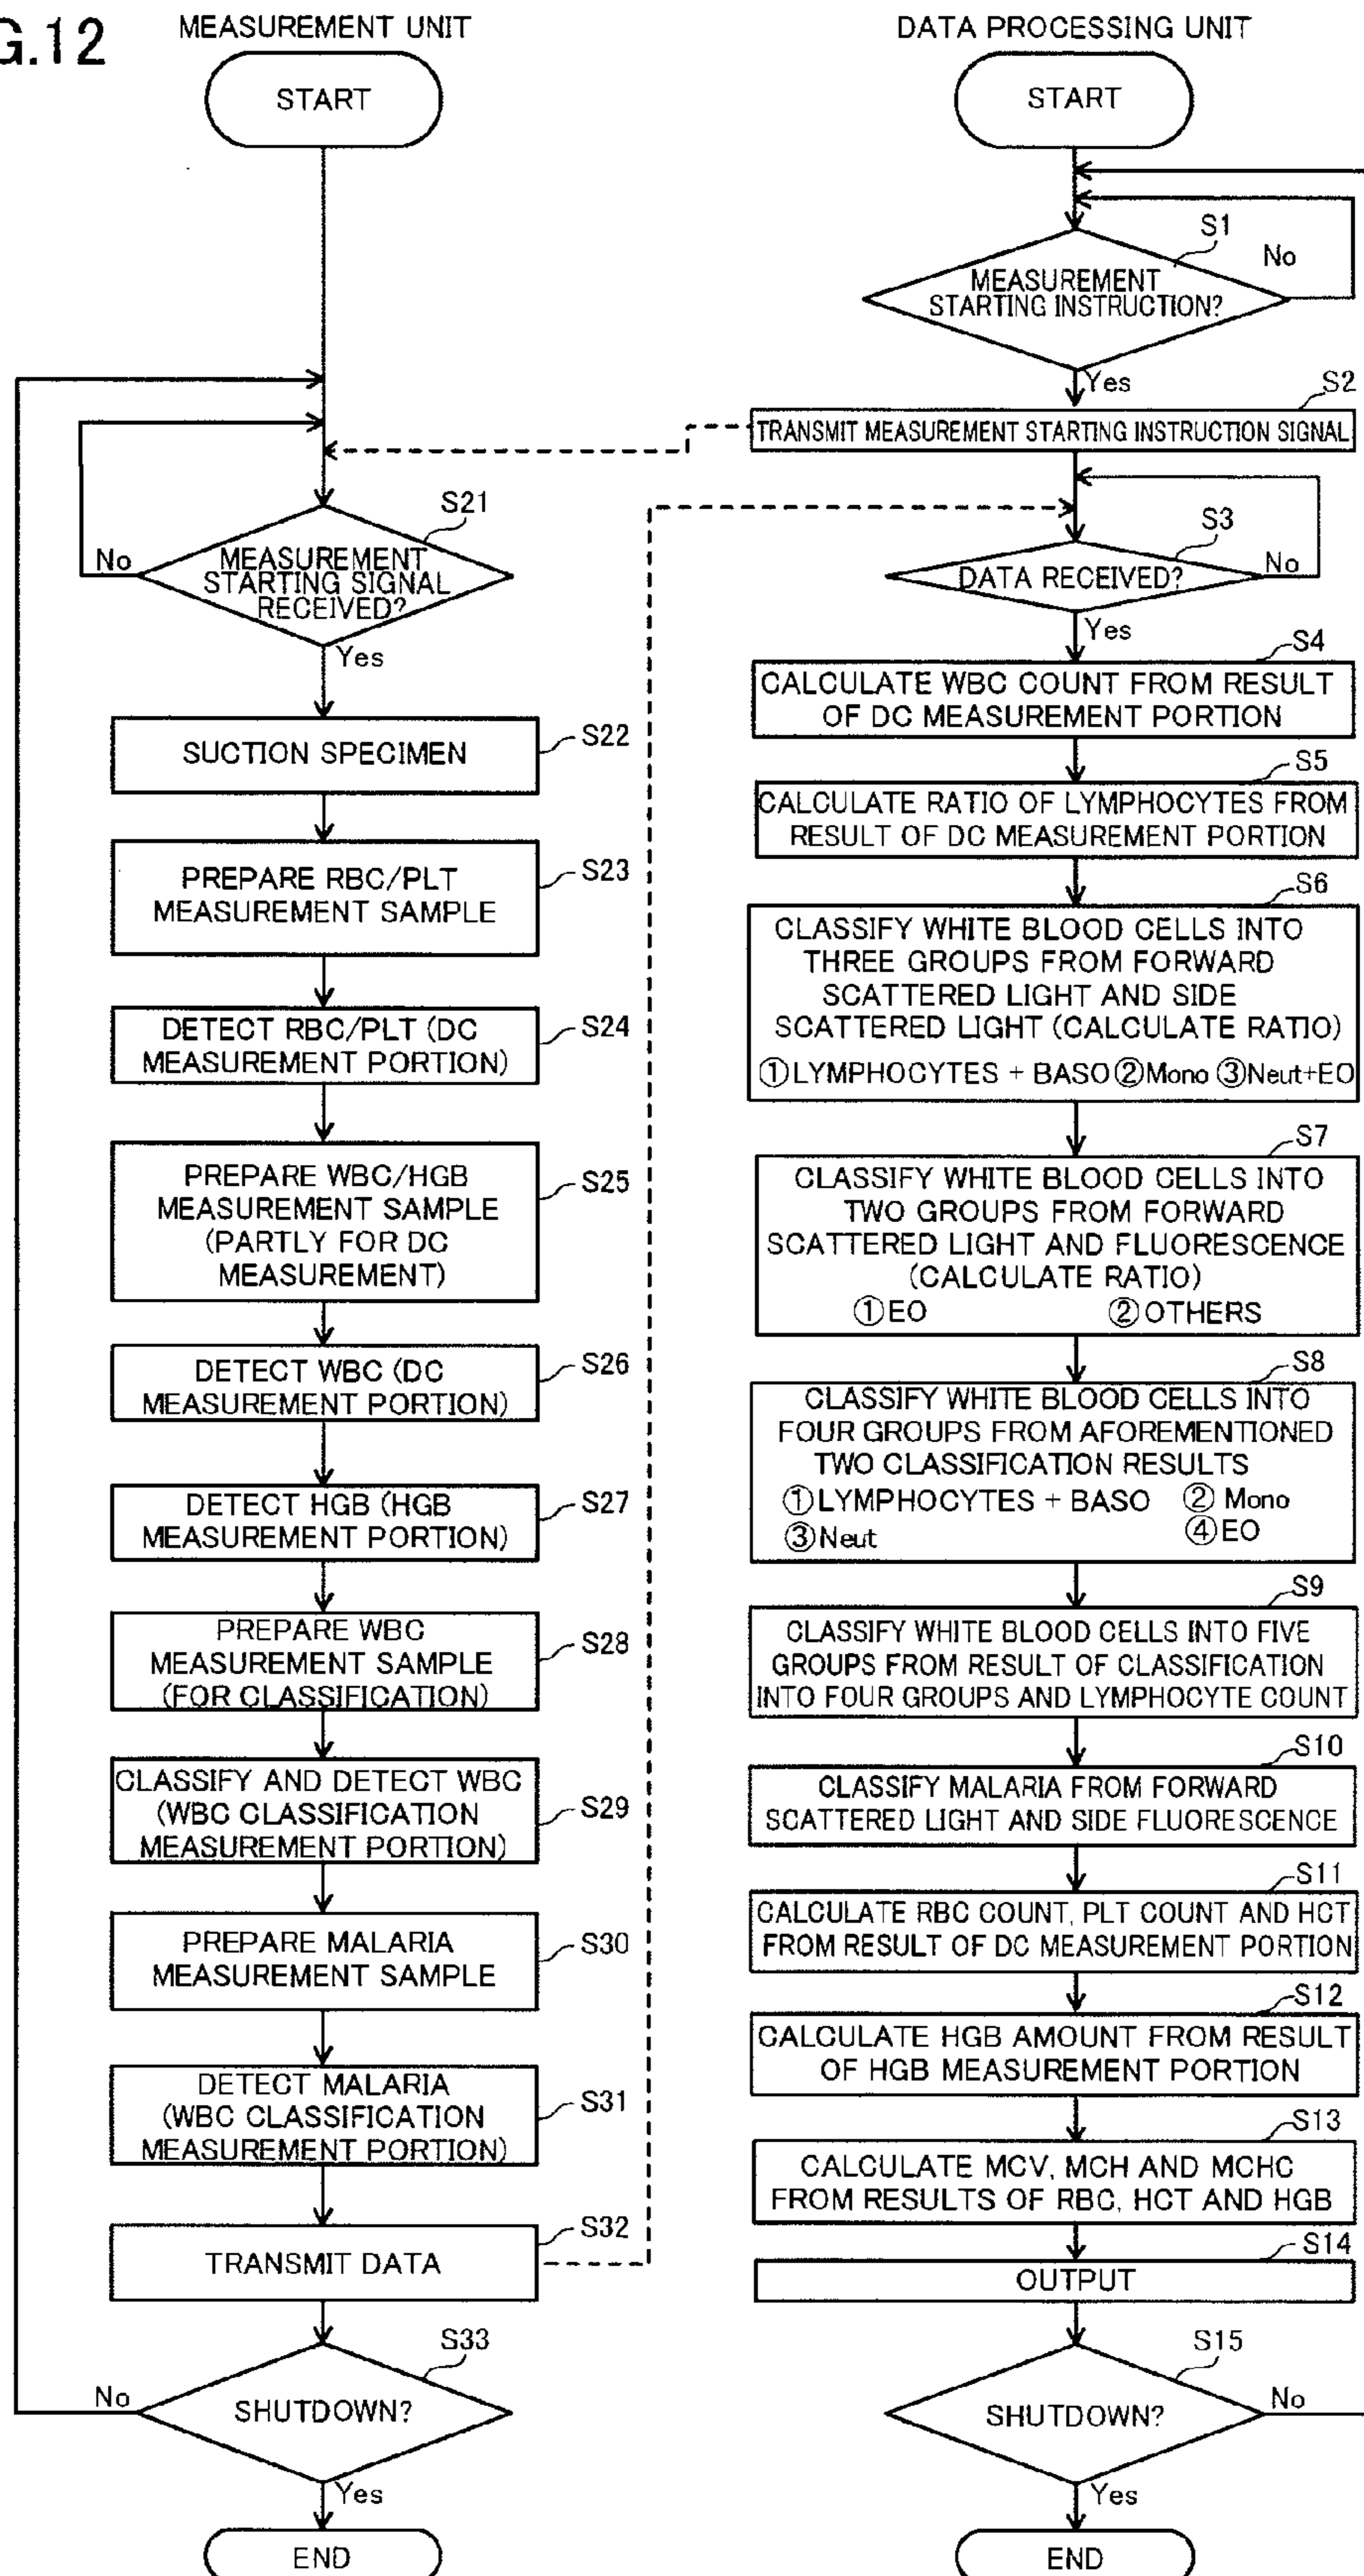 G.12
MEASUREMENT UNIT
START
S21
MEASUREMENT
STARTING SIGNAL
RECEIVED?
No
Yes
SUCTION SPECIMEN
S22
PREPARE RBC/PLT
MEASUREMENT SAMPLE
S23
DETECT RBC/PLT (DC
MEASUREMENT PORTION)
S24
PREPARE WBC/HGB
MEASUREMENT SAMPLE
(PARTLY FOR DC
MEASUREMENT)
S25
DETECT WBC (DC
MEASUREMENT PORTION)
S26
DETECT HGB (HGB
MEASUREMENT PORTION)
S27
PREPARE WBC
MEASUREMENT SAMPLE
(FOR CLASSIFICATION)
S28
CLASSIFY AND DETECT WBC
(WBC CLASSIFICATION
MEASUREMENT PORTION)
S29
PREPARE MALARIA
MEASUREMENT SAMPLE
S30
DETECT MALARIA
(WBC CLASSIFICATION
MEASUREMENT PORTION)
S31
TRANSMIT DATA
S32
S33
SHUTDOWN?
No
Yes
END
DATA PROCESSING UNIT
START
S1
MEASUREMENT
STARTING INSTRUCTION?
No
Yes
S2
TRANSMIT MEASUREMENT STARTING INSTRUCTION SIGNAL
S3
DATA RECEIVED?
No
Yes
S4
CALCULATE WBC COUNT FROM RESULT
OF DC MEASUREMENT PORTION
S5
CALCULATE RATIO OF LYMPHOCYTES FROM
RESULT OF DC MEASUREMENT PORTION
S6
CLASSIFY WHITE BLOOD CELLS INTO
THREE GROUPS FROM FORWARD
SCATTERED LIGHT AND SIDE
SCATTERED LIGHT (CALCULATE RATIO)
①LYMPHOCYTES + BASO ②Mono ③Neut+EO
S7
CLASSIFY WHITE BLOOD CELLS INTO
TWO GROUPS FROM FORWARD
SCATTERED LIGHT AND FLUORESCENCE
(CALCULATE RATIO)
①EO ②OTHERS
S8
CLASSIFY WHITE BLOOD CELLS INTO
FOUR GROUPS FROM AFOREMENTIONED
TWO CLASSIFICATION RESULTS
①LYMPHOCYTES + BASO ② Mono
③Neut ④EO
S9
CLASSIFY WHITE BLOOD CELLS INTO FIVE
GROUPS FROM RESULT OF CLASSIFICATION
INTO FOUR GROUPS AND LYMPHOCYTE COUNT
S10
CLASSIFY MALARIA FROM FORWARD
SCATTERED LIGHT AND SIDE FLUORESCENCE
S11
CALCULATE RBC COUNT, PLT COUNT AND HCT
FROM RESULT OF DC MEASUREMENT PORTION
S12
CALCULATE HGB AMOUNT FROM RESULT
OF HGB MEASUREMENT PORTION
S13
CALCULATE MCV, MCH AND MCHC
FROM RESULTS OF RBC, HCT AND HGB
S14
OUTPUT
S15
SHUTDOWN?
No
Yes
END